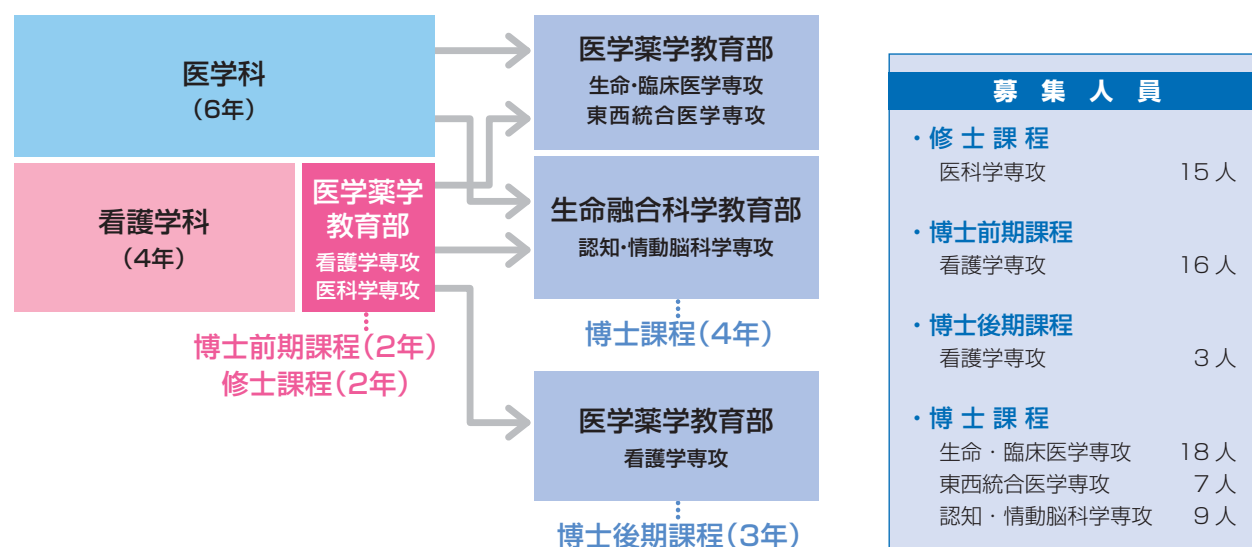 医学科
(6年)
看護学科
(4年)
医学薬学
教育部
看護学専攻
医科学専攻
博士前期課程(2年)
修士課程(2年)
医学薬学教育部
生命・臨床医学専攻
東西統合医学専攻
生命融合科学教育部
認知・情動脳科学専攻
博士課程(4年)
医学薬学教育部
看護学専攻
博士後期課程(3年)
募集人員
・修士課程
医科学専攻 15人
・博士前期課程
看護学専攻 16人
・博士後期課程
看護学専攻 3人
・博士課程
生命・臨床医学専攻 18人
東西統合医学専攻 7人
認知・情動脳科学専攻 9人